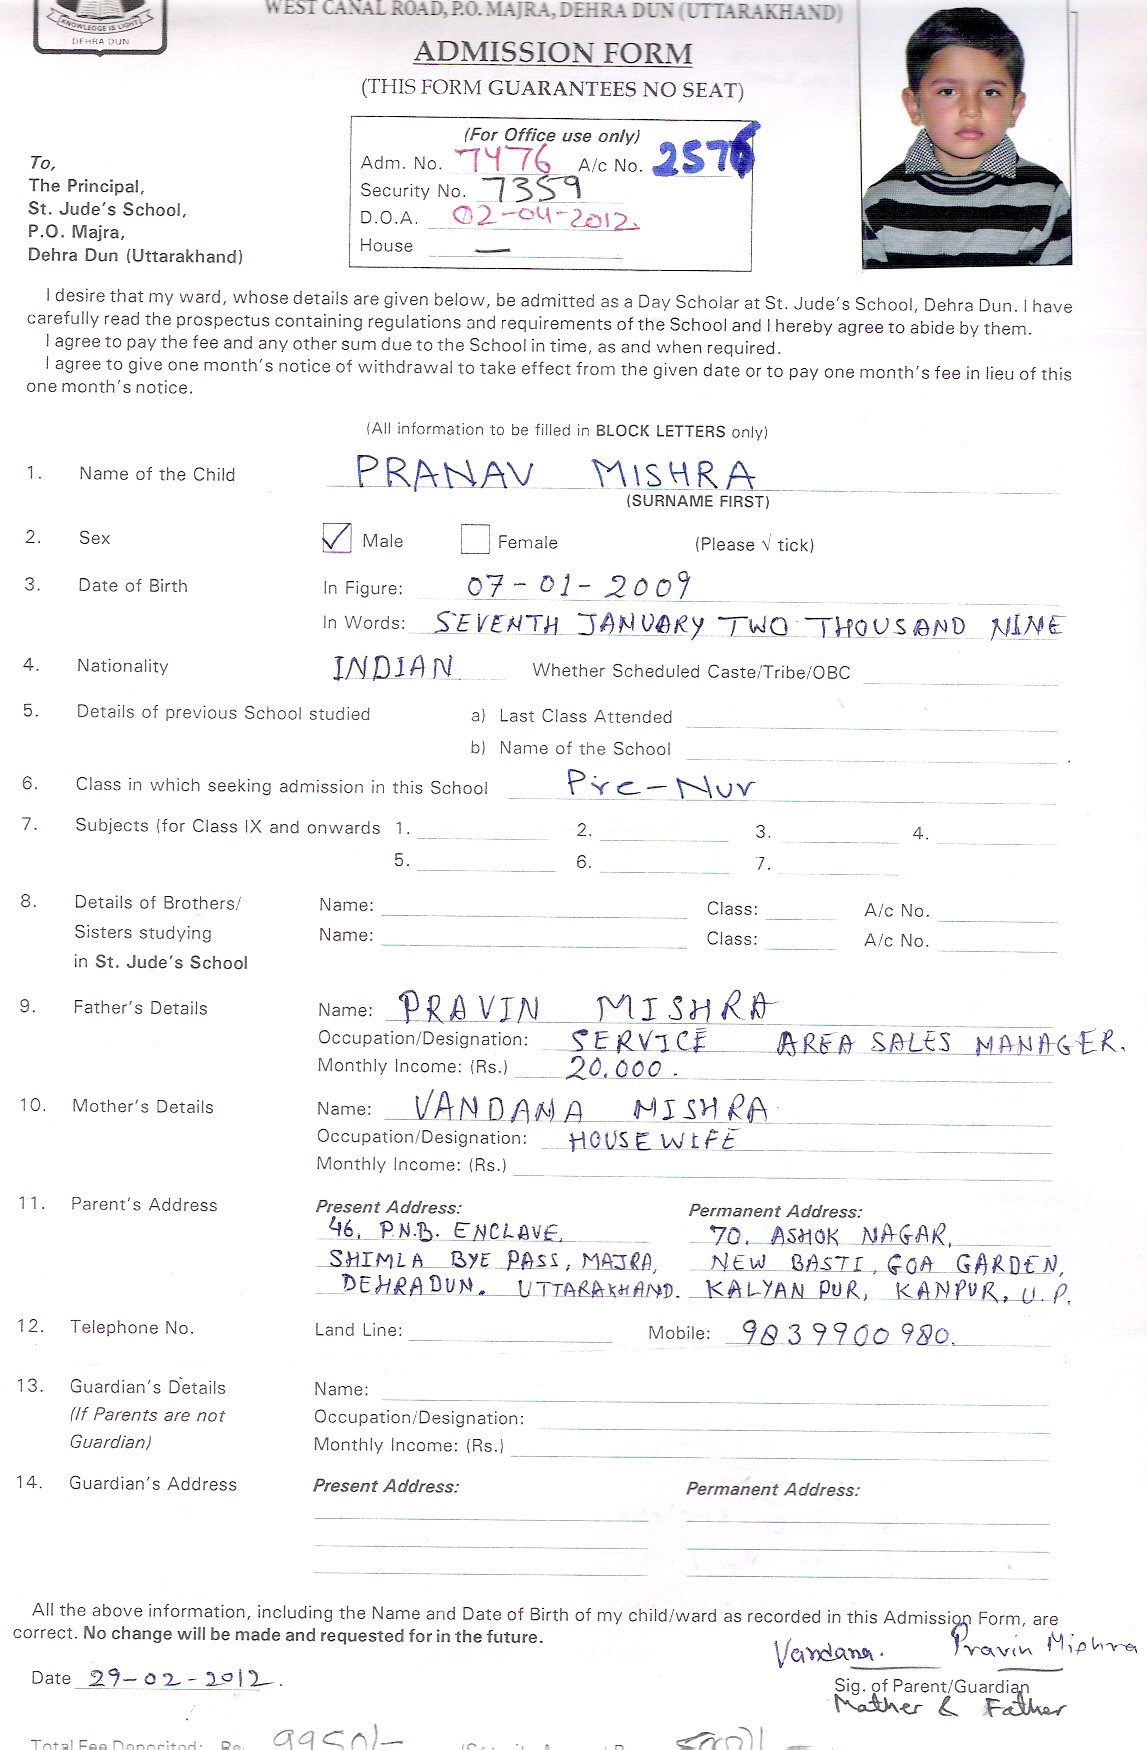 KNOWLEDGE IS LIGHT
DEHRA DUN
WEST CANAL ROAD, P.O. MAJRA, DEHRA DUN (UTTARAKHAND)
ADMISSION FORM
(THIS FORM GUARANTEES NO SEAT)
(For Office use only)
Adm. No. 7476 A/c No. 2576
Security No. 7359
D.O.A. 02-04-2012.
House —
To,
The Principal,
St. Jude's School,
P.O. Majra,
Dehra Dun (Uttarakhand)
I desire that my ward, whose details are given below, be admitted as a Day Scholar at St. Jude's School, Dehra Dun. I have
carefully read the prospectus containing regulations and requirements of the School and I hereby agree to abide by them.
I agree to pay the fee and any other sum due to the School in time, as and when required.
I agree to give one month's notice of withdrawal to take effect from the given date or to pay one month's fee in lieu of this
one month's notice.
(All information to be filled in BLOCK LETTERS only)
1. Name of the Child PRANAV MISHRA
(SURNAME FIRST)
2. Sex ☑ Male ☐ Female (Please √ tick)
3. Date of Birth In Figure: 07-01-2009
In Words: SEVENTH JANUARY TWO THOUSAND NINE
4. Nationality INDIAN Whether Scheduled Caste/Tribe/OBC
5. Details of previous School studied a) Last Class Attended
b) Name of the School
6. Class in which seeking admission in this School Pre-Nur
7. Subjects (for Class IX and onwards 1. 2. 3. 4.
5. 6. 7.
8. Details of Brothers/ Name: Class: A/c No.
Sisters studying Name: Class: A/c No.
in St. Jude's School
9. Father's Details Name: PRAVIN MISHRA
Occupation/Designation: SERVICE AREA SALES MANAGER.
Monthly Income: (Rs.) 20.000.
10. Mother's Details Name: VANDANA MISHRA
Occupation/Designation: HOUSE WIFE
Monthly Income: (Rs.)
11. Parent's Address Present Address: Permanent Address:
46, P.N.B. ENCLAVE, 70, ASHOK NAGAR,
SHIMLA BYE PASS, MAJRA, NEW BASTI, GOA GARDEN,
DEHRADUN. UTTARAKHAND. KALYAN PUR, KANPUR, U.P.
12. Telephone No. Land Line: Mobile: 9839900980.
13. Guardian's Details Name:
(If Parents are not Occupation/Designation:
Guardian) Monthly Income: (Rs.)
14. Guardian's Address Present Address: Permanent Address:
All the above information, including the Name and Date of Birth of my child/ward as recorded in this Admission Form, are
correct. No change will be made and requested for in the future.
Vandana. Pravin Mishra
Date 29-02-2012.
Sig. of Parent/Guardian
Mather & Father
Total Fee Deposited: Rs 9950/-